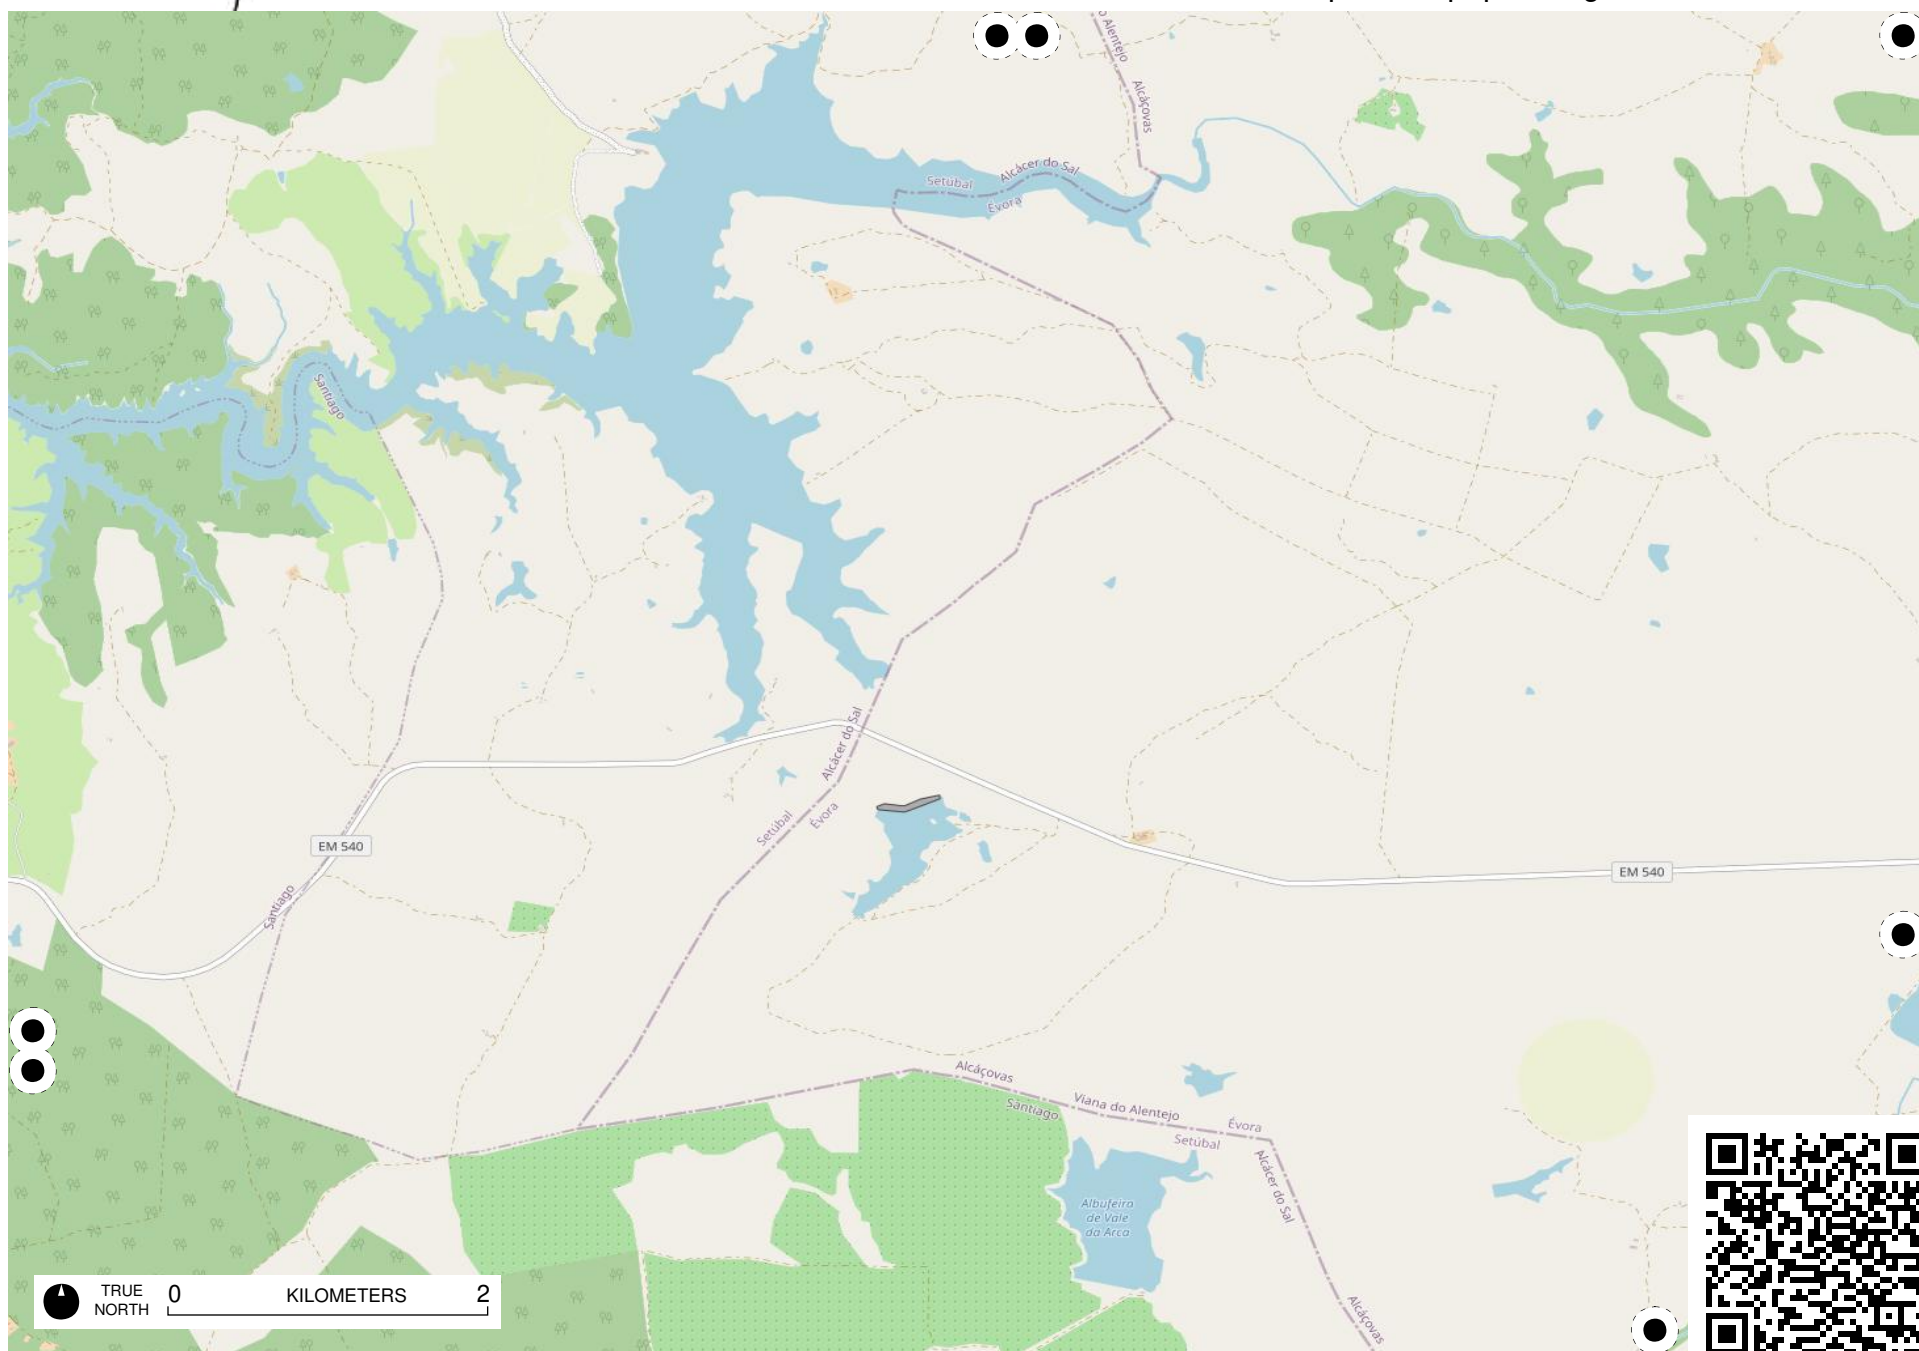 o Alentejo
Alcáçovas
Setúbal
Alcácer do Sal
Évora
Santiago
Alcácer do Sal
Setúbal
Évora
EM 540
EM 540
Santiago
Alcáçovas
Santiago
Viana do Alentejo
Évora
Setúbal
Alcácer do Sal
Albufeira
de Vale
da Arca
Alcáçovas
TRUE
NORTH
0
KILOMETERS
2